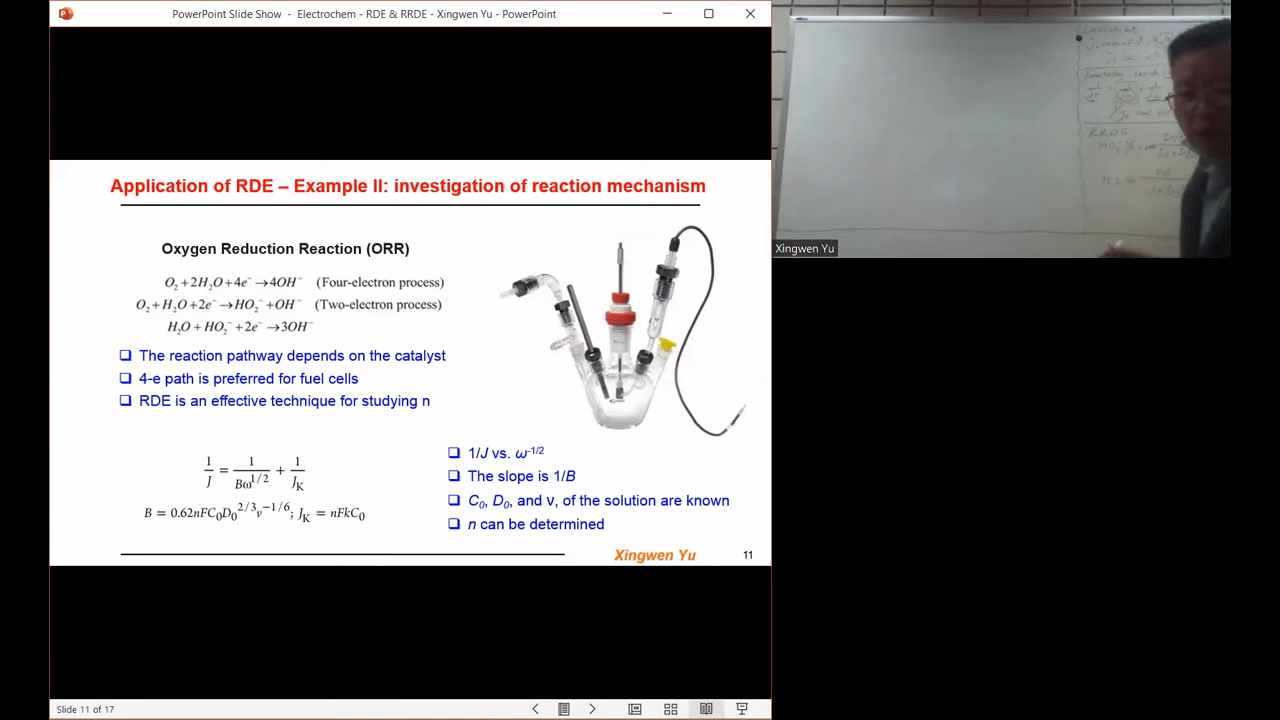 PowerPoint Slide Show - Electrochem - RDE & RRDE - Xingwen Yu - PowerPoint
Application of RDE – Example II: investigation of reaction mechanism
Oxygen Reduction Reaction (ORR)
O₂ + 2H₂O + 4e⁻ → 4OH⁻ (Four-electron process)
O₂ + H₂O + 2e⁻ → HO₂⁻ + OH⁻ (Two-electron process)
H₂O + HO₂⁻ + 2e⁻ → 3OH⁻
❑ The reaction pathway depends on the catalyst
❑ 4-e path is preferred for fuel cells
❑ RDE is an effective technique for studying n
1/J = 1/(Bω^1/2) + 1/J_K
B = 0.62nFC₀D₀^2/3 ν^−1/6; J_K = nFkC₀
❑ 1/J vs. ω^-1/2
❑ The slope is 1/B
❑ C₀, D₀, and ν, of the solution are known
❑ n can be determined
Xingwen Yu 11
Slide 11 of 17
Xingwen Yu
RRDE